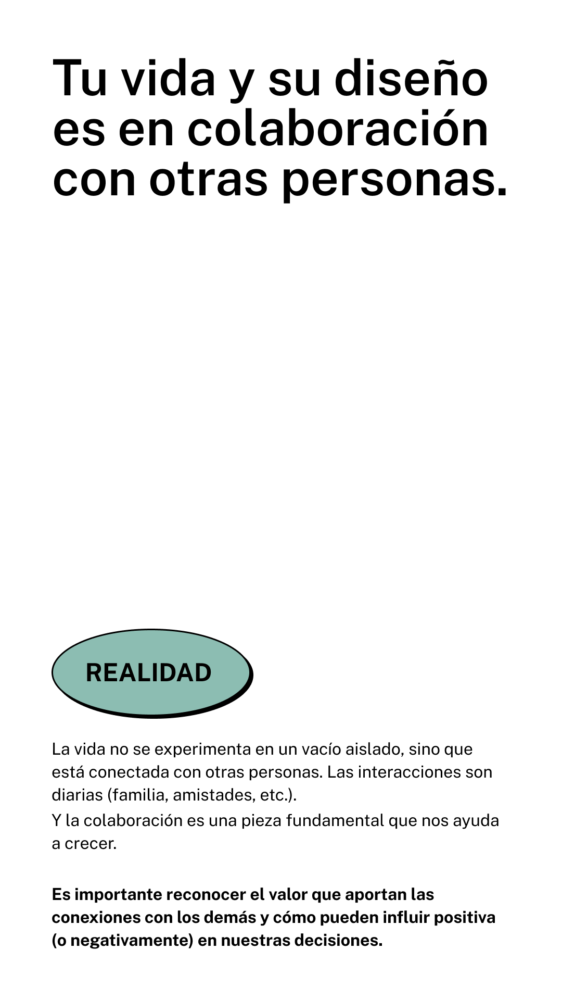 Tu vida y su diseño
es en colaboración
con otras personas.
REALIDAD
La vida no se experimenta en un vacío aislado, sino que
está conectada con otras personas. Las interacciones son
diarias (familia, amistades, etc.).
Y la colaboración es una pieza fundamental que nos ayuda
a crecer.
Es importante reconocer el valor que aportan las
conexiones con los demás y cómo pueden influir positiva
(o negativamente) en nuestras decisiones.